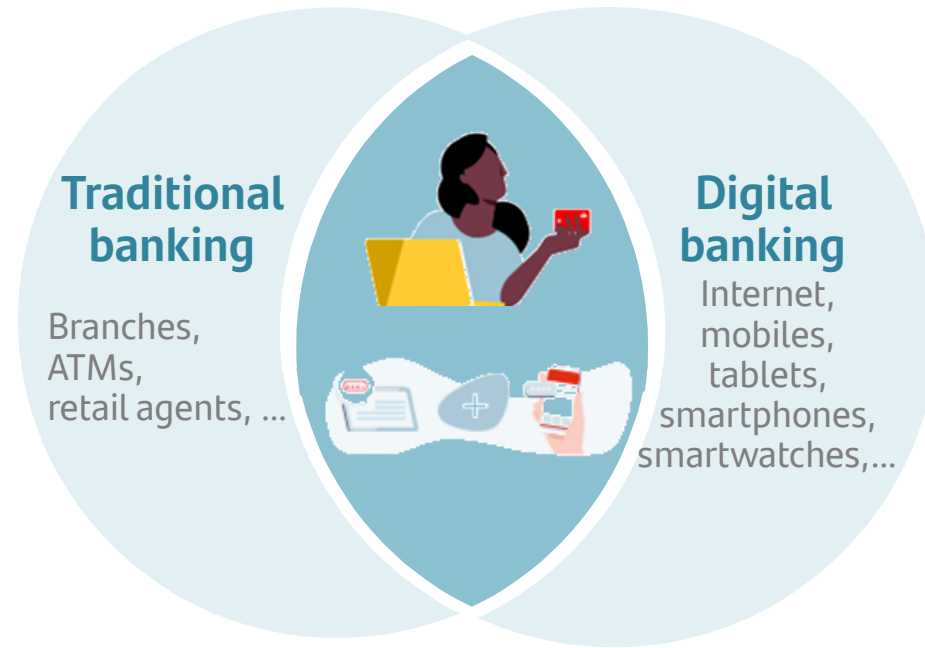 Traditional
banking
Branches,
ATMs,
retail agents, ...
Digital
banking
Internet,
mobiles,
tablets,
smartphones,
smartwatches,...